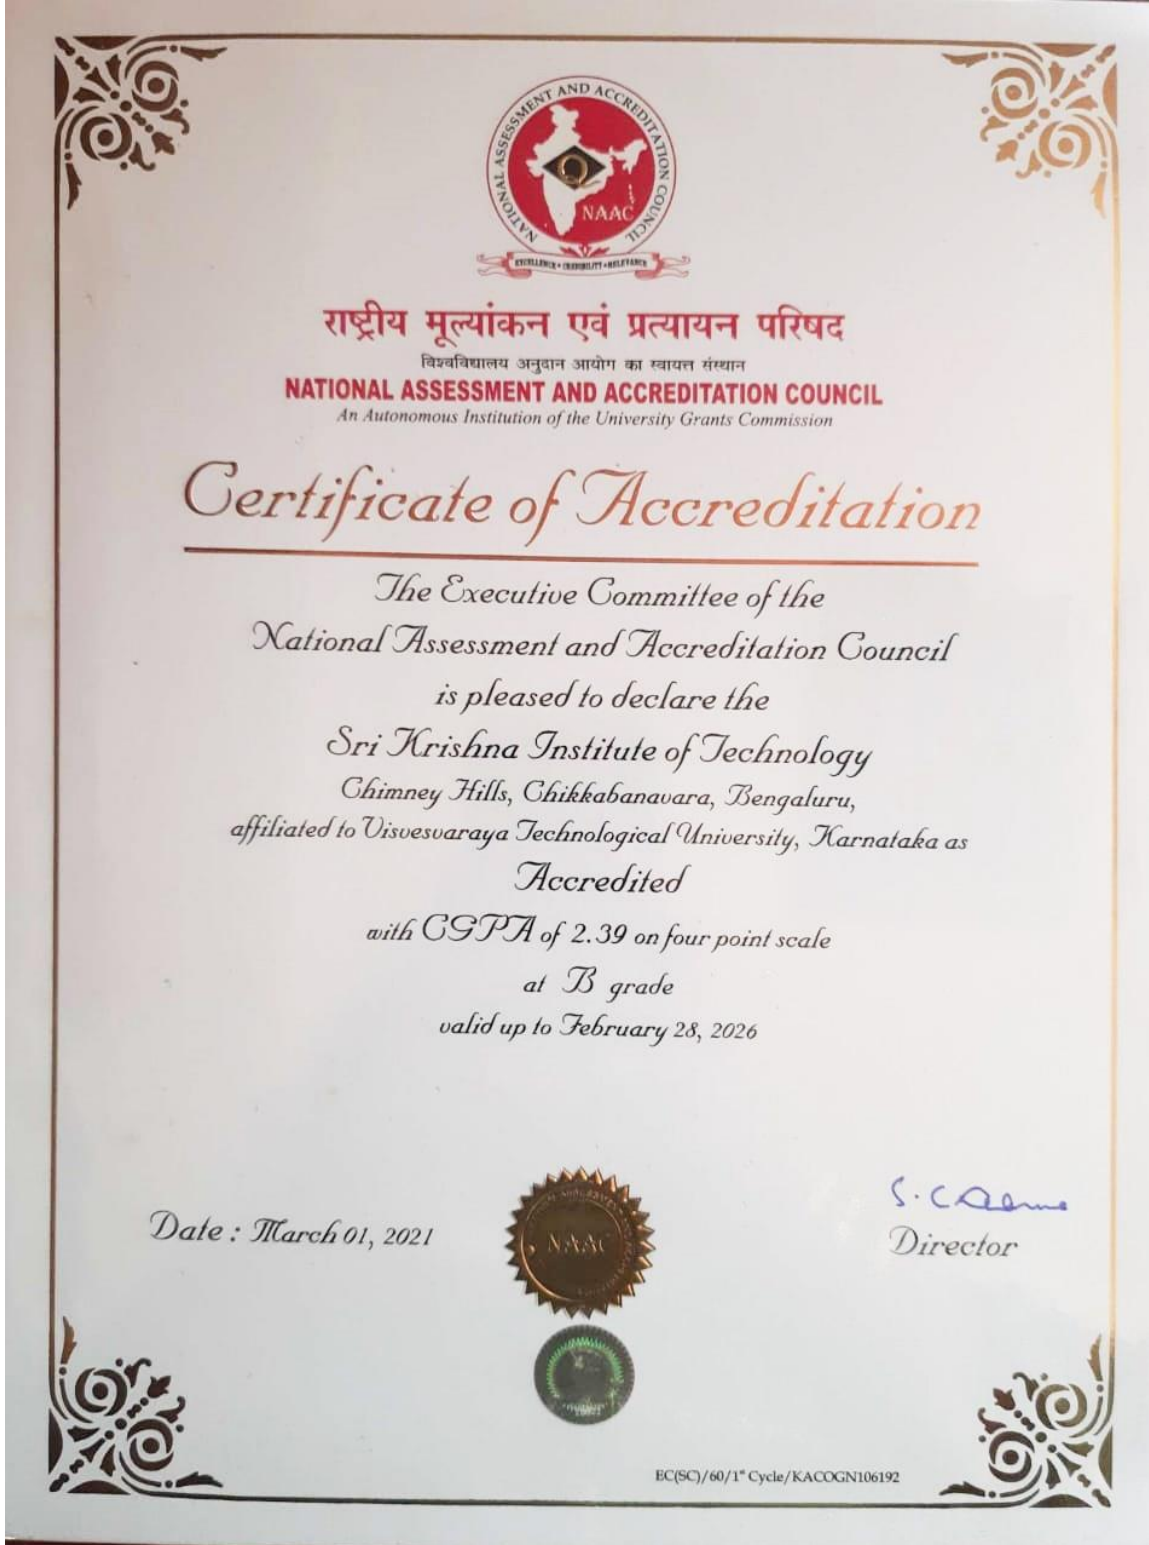 NATIONAL ASSESSMENT AND ACCREDITATION COUNCIL
NAAC
EXCELLENCE • CREDIBILITY • RELEVANCE
राष्ट्रीय मूल्यांकन एवं प्रत्यायन परिषद
विश्वविद्यालय अनुदान आयोग का स्वायत्त संस्थान
NATIONAL ASSESSMENT AND ACCREDITATION COUNCIL
An Autonomous Institution of the University Grants Commission
Certificate of Accreditation
The Executive Committee of the
National Assessment and Accreditation Council
is pleased to declare the
Sri Krishna Institute of Technology
Chimney Hills, Chikkabanavara, Bengaluru,
affiliated to Visvesvaraya Technological University, Karnataka as
Accredited
with CGPA of 2.39 on four point scale
at B grade
valid up to February 28, 2026
Date : March 01, 2021
NAAC
S. C.
Director
EC(SC)/60/1st Cycle/KACOGN106192